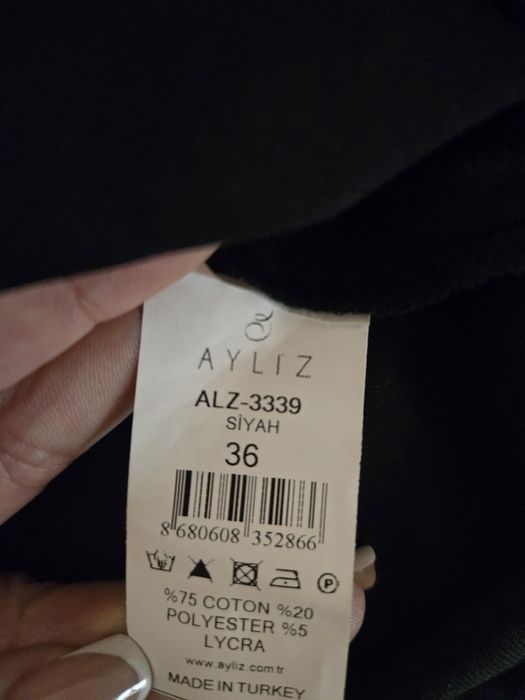 AYLİZ
ALZ-3339
SİYAH
36
8 680608 352866
P
%75 COTON %20
POLYESTER %5
LYCRA
www.ayliz.com.tr
MADE IN TURKEY